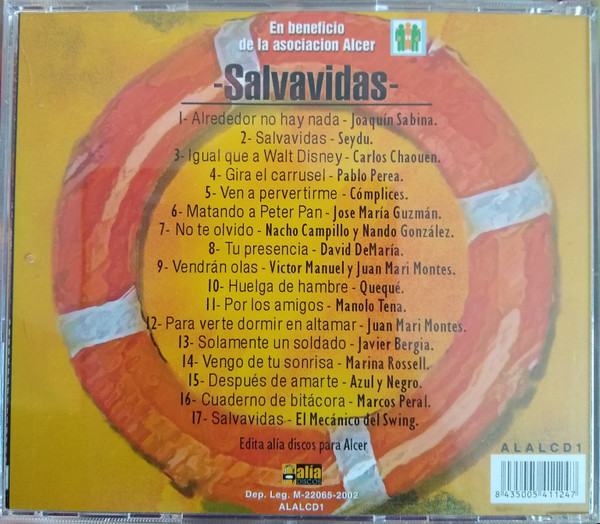 En beneficio
de la asociacion Alcer
-Salvavidas-
1- Alrededor no hay nada - Joaquín Sabina.
2- Salvavidas - Seydu.
3- Igual que a Walt Disney - Carlos Chaouen.
4- Gira el carrusel - Pablo Perea.
5- Ven a pervertirme - Cómplices.
6- Matando a Peter Pan - Jose María Guzmán.
7- No te olvido - Nacho Campillo y Nando González.
8- Tu presencia - David DeMaría.
9- Vendrán olas - Victor Manuel y Juan Mari Montes.
10- Huelga de hambre - Quequé.
11- Por los amigos - Manolo Tena.
12- Para verte dormir en altamar - Juan Mari Montes.
13- Solamente un soldado - Javier Bergia.
14- Vengo de tu sonrisa - Marina Rossell.
15- Después de amarte - Azul y Negro.
16- Cuaderno de bitácora - Marcos Peral.
17- Salvavidas - El Mecánico del Swing.
Edita alía discos para Alcer
alía
DISCOS
Dep. Leg. M-22065-2002
ALALCD1
ALALCD1
8 435005 411247